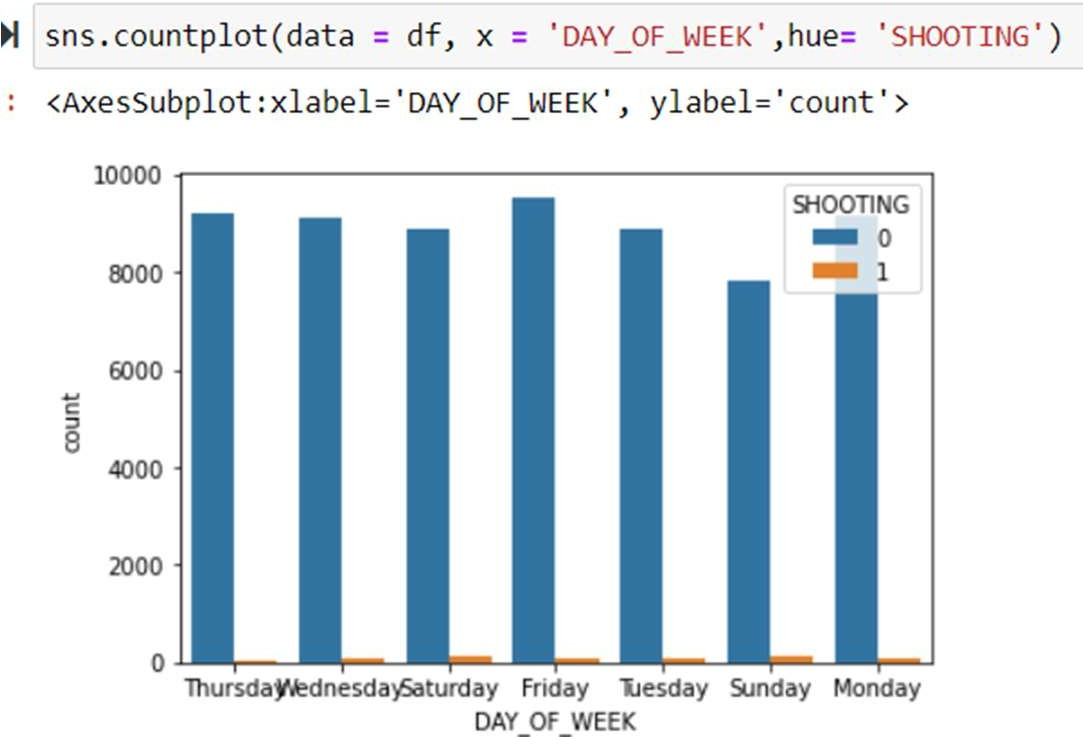 sns.countplot(data = df, x = 'DAY_OF_WEEK',hue= 'SHOOTING')
: <AxesSubplot:xlabel='DAY_OF_WEEK', ylabel='count'>
10000
8000
6000
4000
2000
0
count
SHOOTING
0
1
Thursday Wednesday Saturday Friday Tuesday Sunday Monday
DAY_OF_WEEK